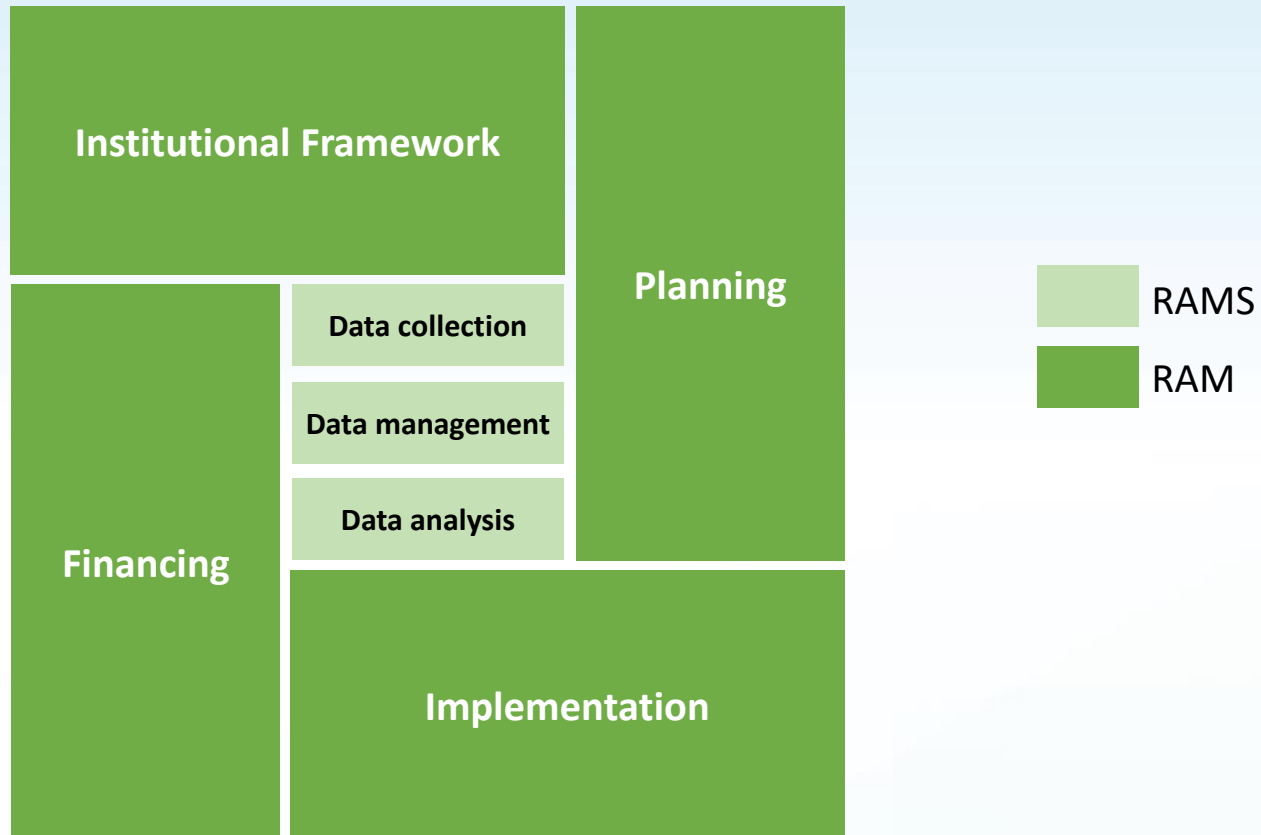 Institutional Framework
Planning
Data collection
Data management
Data analysis
Financing
Implementation
RAMS
RAM